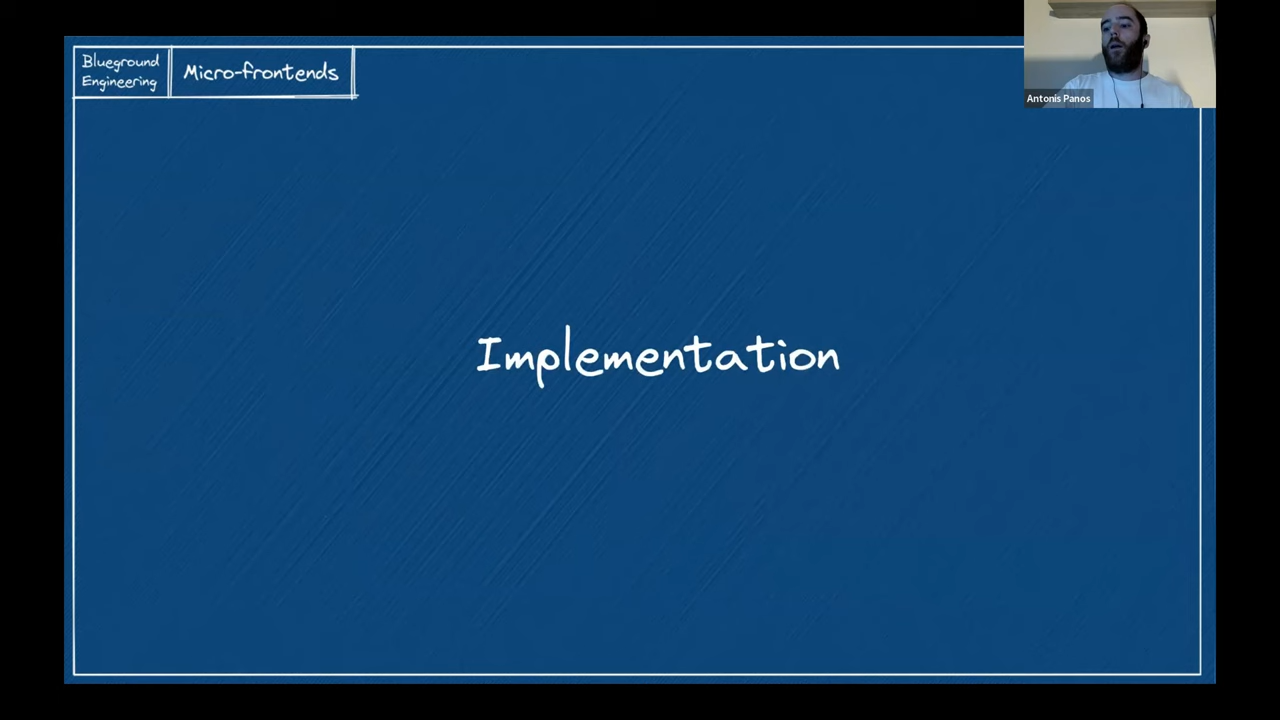 Blueground
Engineering
Micro-frontends
Antonis Panos
Implementation